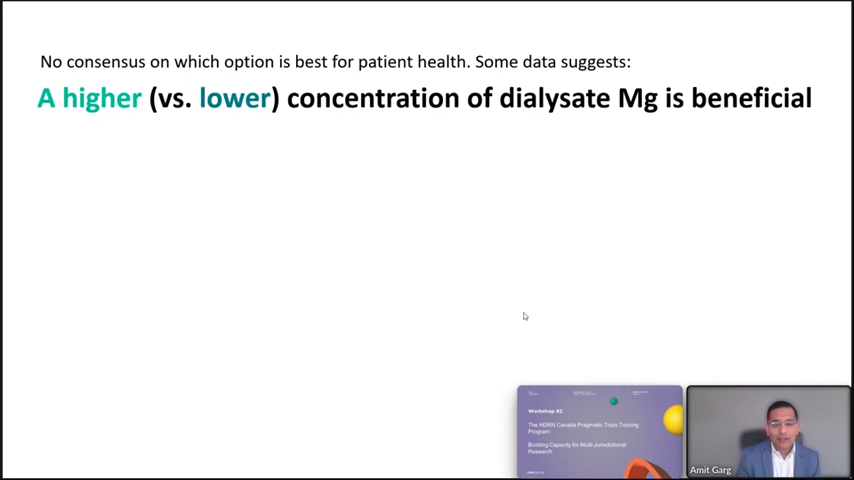 No consensus on which option is best for patient health. Some data suggests:
A higher (vs. lower) concentration of dialysate Mg is beneficial
Workshop #2
The HDRN Canada Pragmatic Trials Training
Program:
Building Capacity for Multi-Jurisdictional
Research
Amit Garg